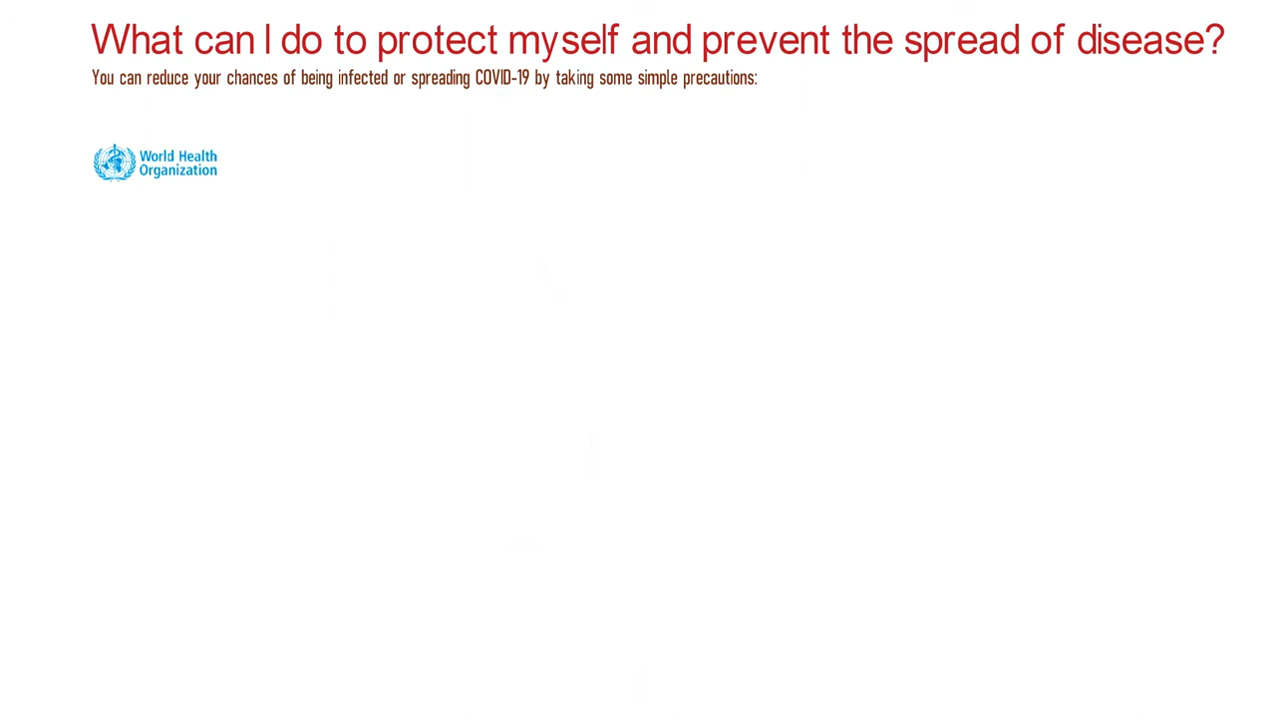 What can I do to protect myself and prevent the spread of disease?
You can reduce your chances of being infected or spreading COVID-19 by taking some simple precautions:
World Health
Organization